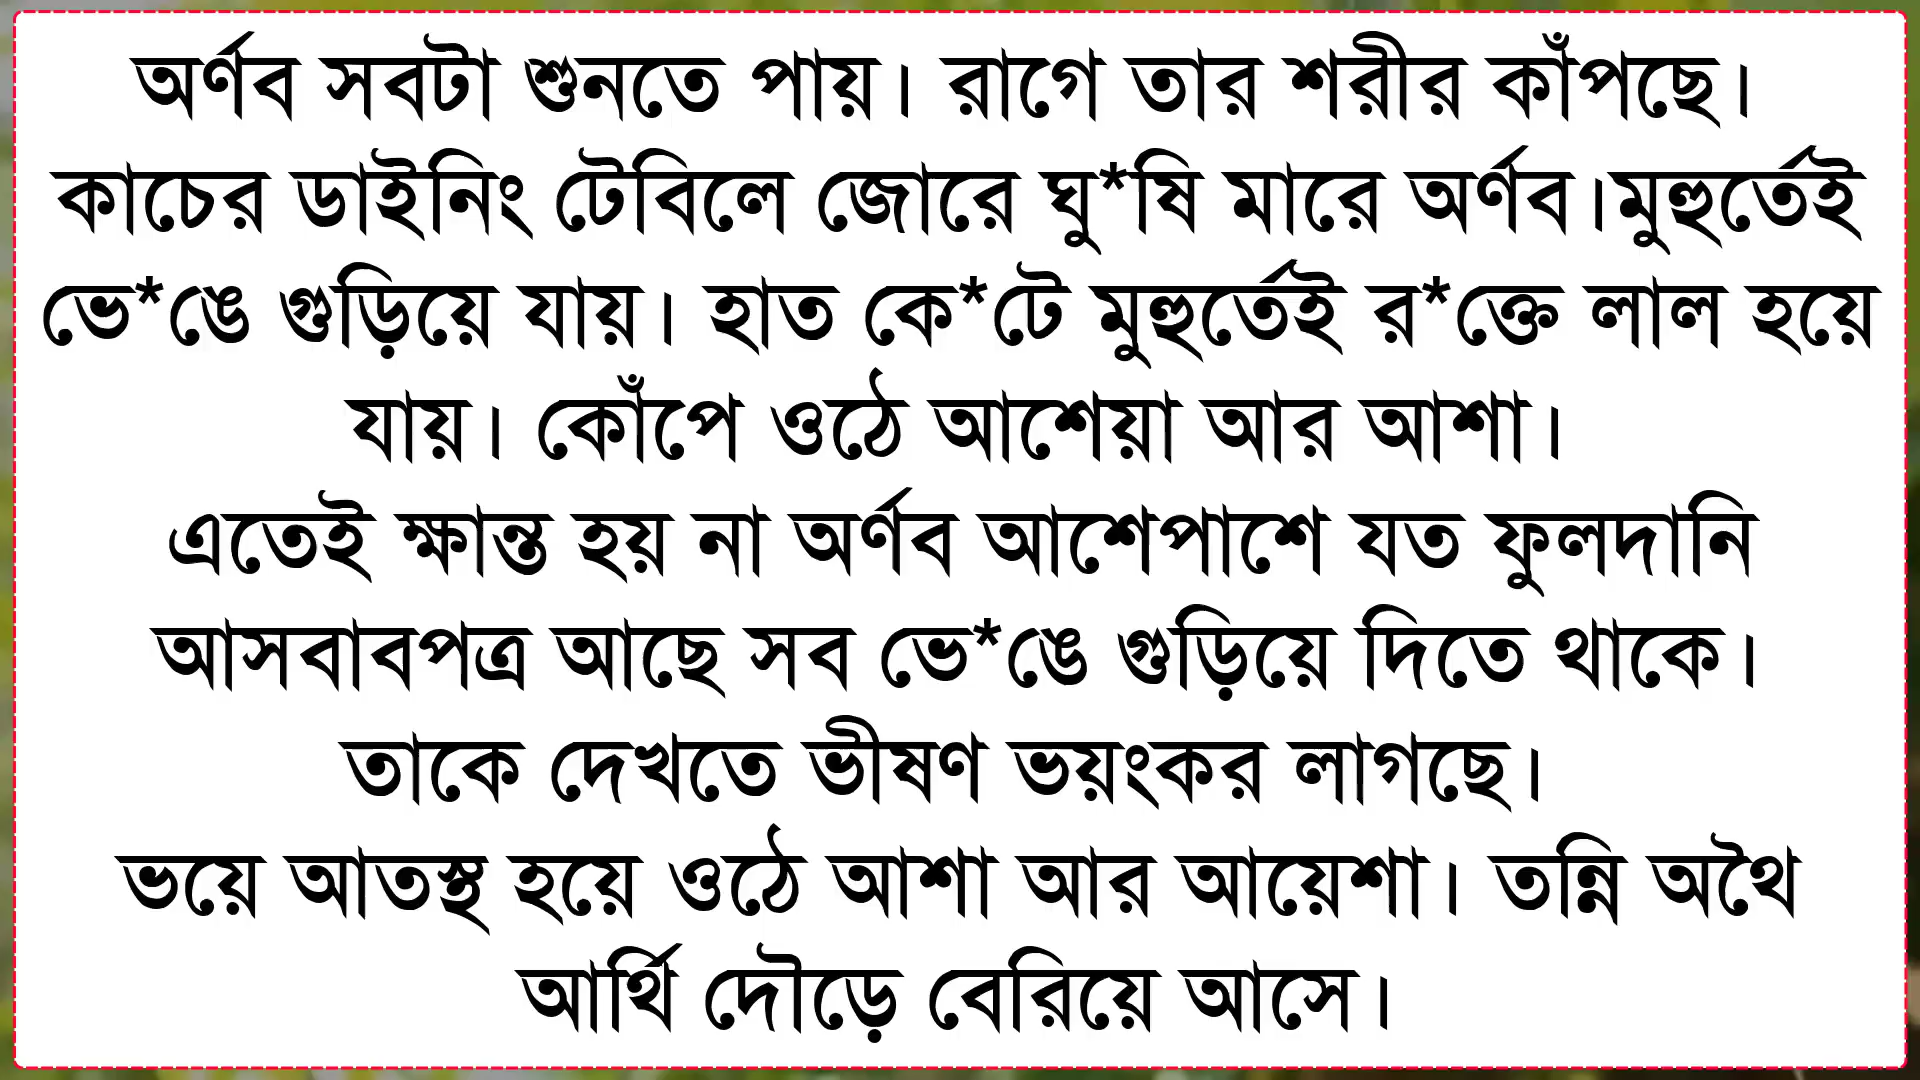 অর্ণব সবটা শুনতে পায়। রাগে তার শরীর কাঁপছে।
কাচের ডাইনিং টেবিলে জোরে ঘু*ষি মারে অর্ণব।মুহুর্তেই
ভে*ঙে গুড়িয়ে যায়। হাত কে*টে মুহুর্তেই র*ক্তে লাল হয়ে
যায়। কোঁপে ওঠে আশেয়া আর আশা।
এতেই ক্ষান্ত হয় না অর্ণব আশেপাশে যত ফুলদানি
আসবাবপত্র আছে সব ভে*ঙে গুড়িয়ে দিতে থাকে।
তাকে দেখতে ভীষণ ভয়ংকর লাগছে।
ভয়ে আতস্থ হয়ে ওঠে আশা আর আয়েশা। তন্নি অথৈ
আর্থি দৌড়ে বেরিয়ে আসে।